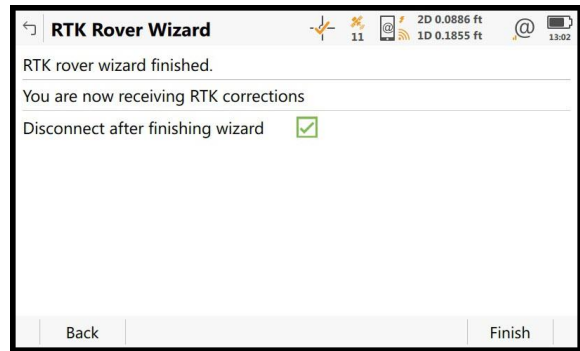 RTK Rover Wizard
11
@
2D 0.0886 ft
1D 0.1855 ft
@
13:02
RTK rover wizard finished.
You are now receiving RTK corrections
Disconnect after finishing wizard
Back
Finish